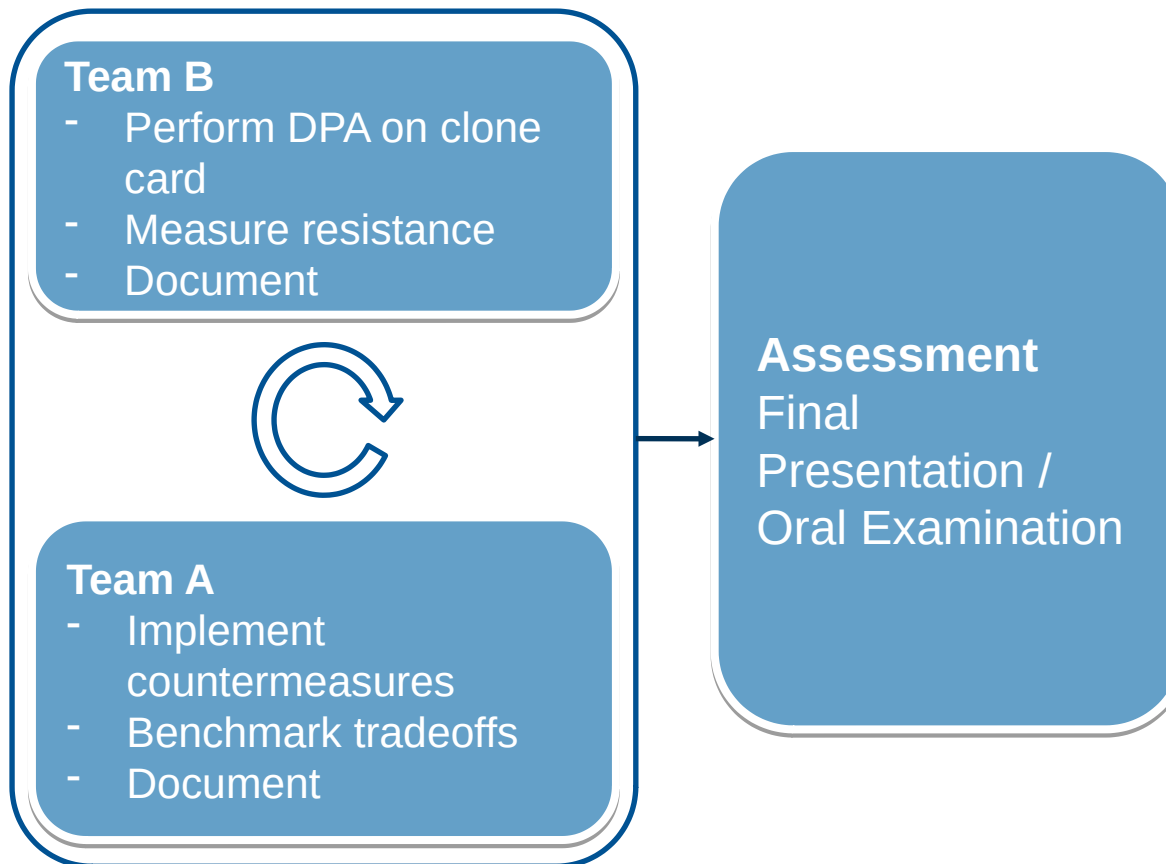 Team B
- Perform DPA on clone
card
- Measure resistance
- Document
Team A
- Implement
countermeasures
- Benchmark tradeoffs
- Document
Assessment
Final
Presentation /
Oral Examination